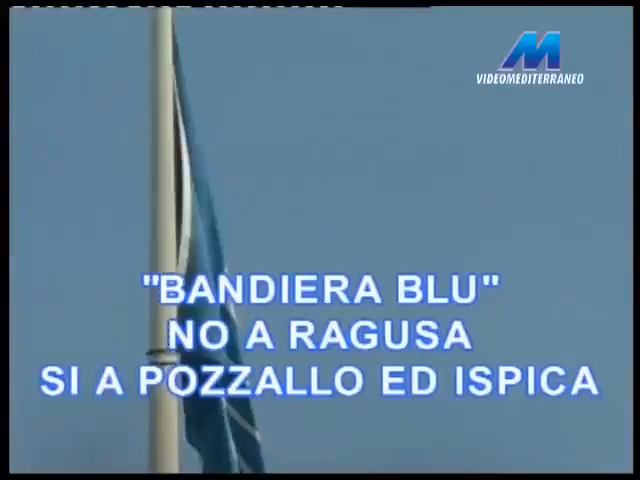 M
VIDEOMEDITERRANEO
"BANDIERA BLU"
NO A RAGUSA
SI A POZZALLO ED ISPICA